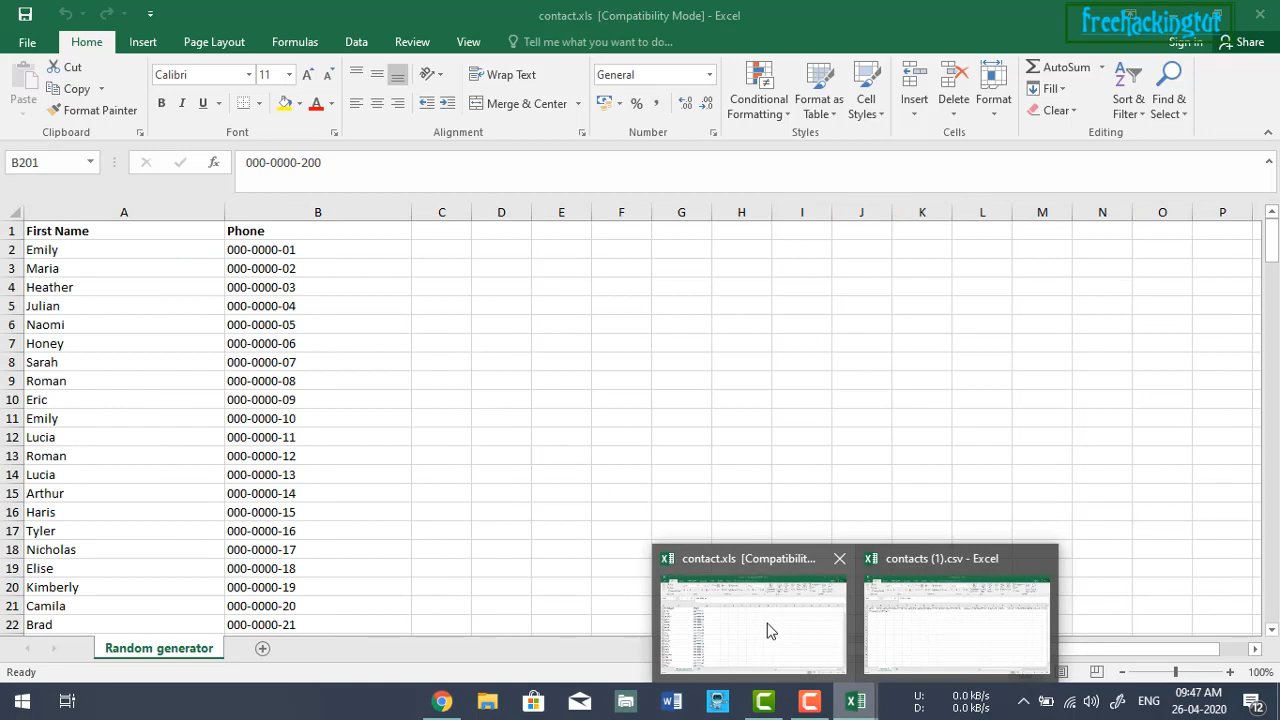 contact.xls [Compatibility Mode] - Excel
freehackingtut
File Home Insert Page Layout Formulas Data Review View Tell me what you want to do... Sign in Share
Paste
Cut
Copy
Format Painter
Clipboard
Calibri 11
B I U
Font
Wrap Text
Merge & Center
Alignment
General
% ,
Number
Conditional Formatting
Format as Table
Cell Styles
Styles
Insert Delete Format
Cells
AutoSum
Fill
Clear
Sort & Filter
Find & Select
Editing
B201 fx 000-0000-200
A B C D E F G H I J K L M N O P
1 First Name Phone
2 Emily 000-0000-01
3 Maria 000-0000-02
4 Heather 000-0000-03
5 Julian 000-0000-04
6 Naomi 000-0000-05
7 Honey 000-0000-06
8 Sarah 000-0000-07
9 Roman 000-0000-08
10 Eric 000-0000-09
11 Emily 000-0000-10
12 Lucia 000-0000-11
13 Roman 000-0000-12
14 Lucia 000-0000-13
15 Arthur 000-0000-14
16 Haris 000-0000-15
17 Tyler 000-0000-16
18 Nicholas 000-0000-17
19 Elise 000-0000-18
20 Kimberly 000-0000-19
21 Camila 000-0000-20
22 Brad 000-0000-21
contact.xls [Compatibilit... contacts (1).csv - Excel
Random generator
Ready 100%
U: 0.0 kB/s
D: 0.0 kB/s
ENG
09:47 AM
26-04-2020
12